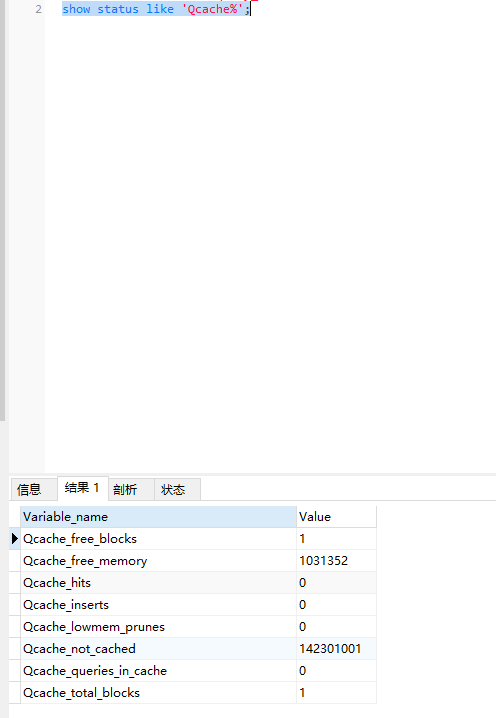 2 show status like 'Qcache%';
信息 结果 1 剖析 状态
Variable_name Value
Qcache_free_blocks 1
Qcache_free_memory 1031352
Qcache_hits 0
Qcache_inserts 0
Qcache_lowmem_prunes 0
Qcache_not_cached 142301001
Qcache_queries_in_cache 0
Qcache_total_blocks 1